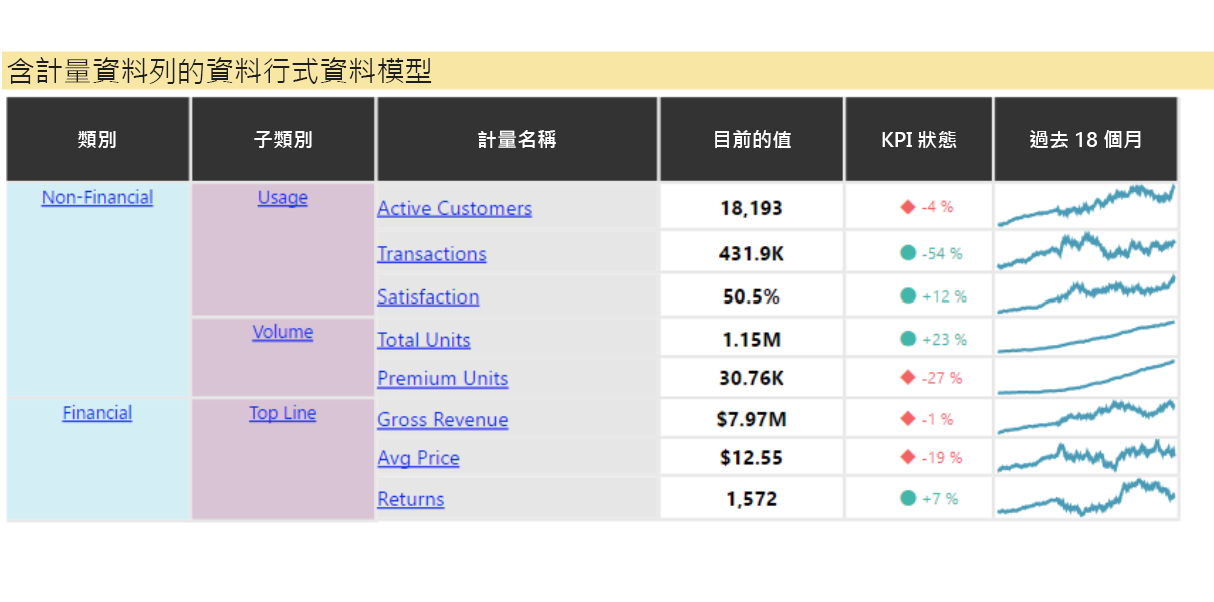 含計量資料列的資料行式資料模型
類別 子類別 計量名稱 目前的值 KPI 狀態 過去 18 個月
Non-Financial Usage Active Customers 18,193 -4 %
Transactions 431.9K -54 %
Satisfaction 50.5% +12 %
Volume Total Units 1.15M +23 %
Premium Units 30.76K -27 %
Financial Top Line Gross Revenue $7.97M -1 %
Avg Price $12.55 -19 %
Returns 1,572 +7 %